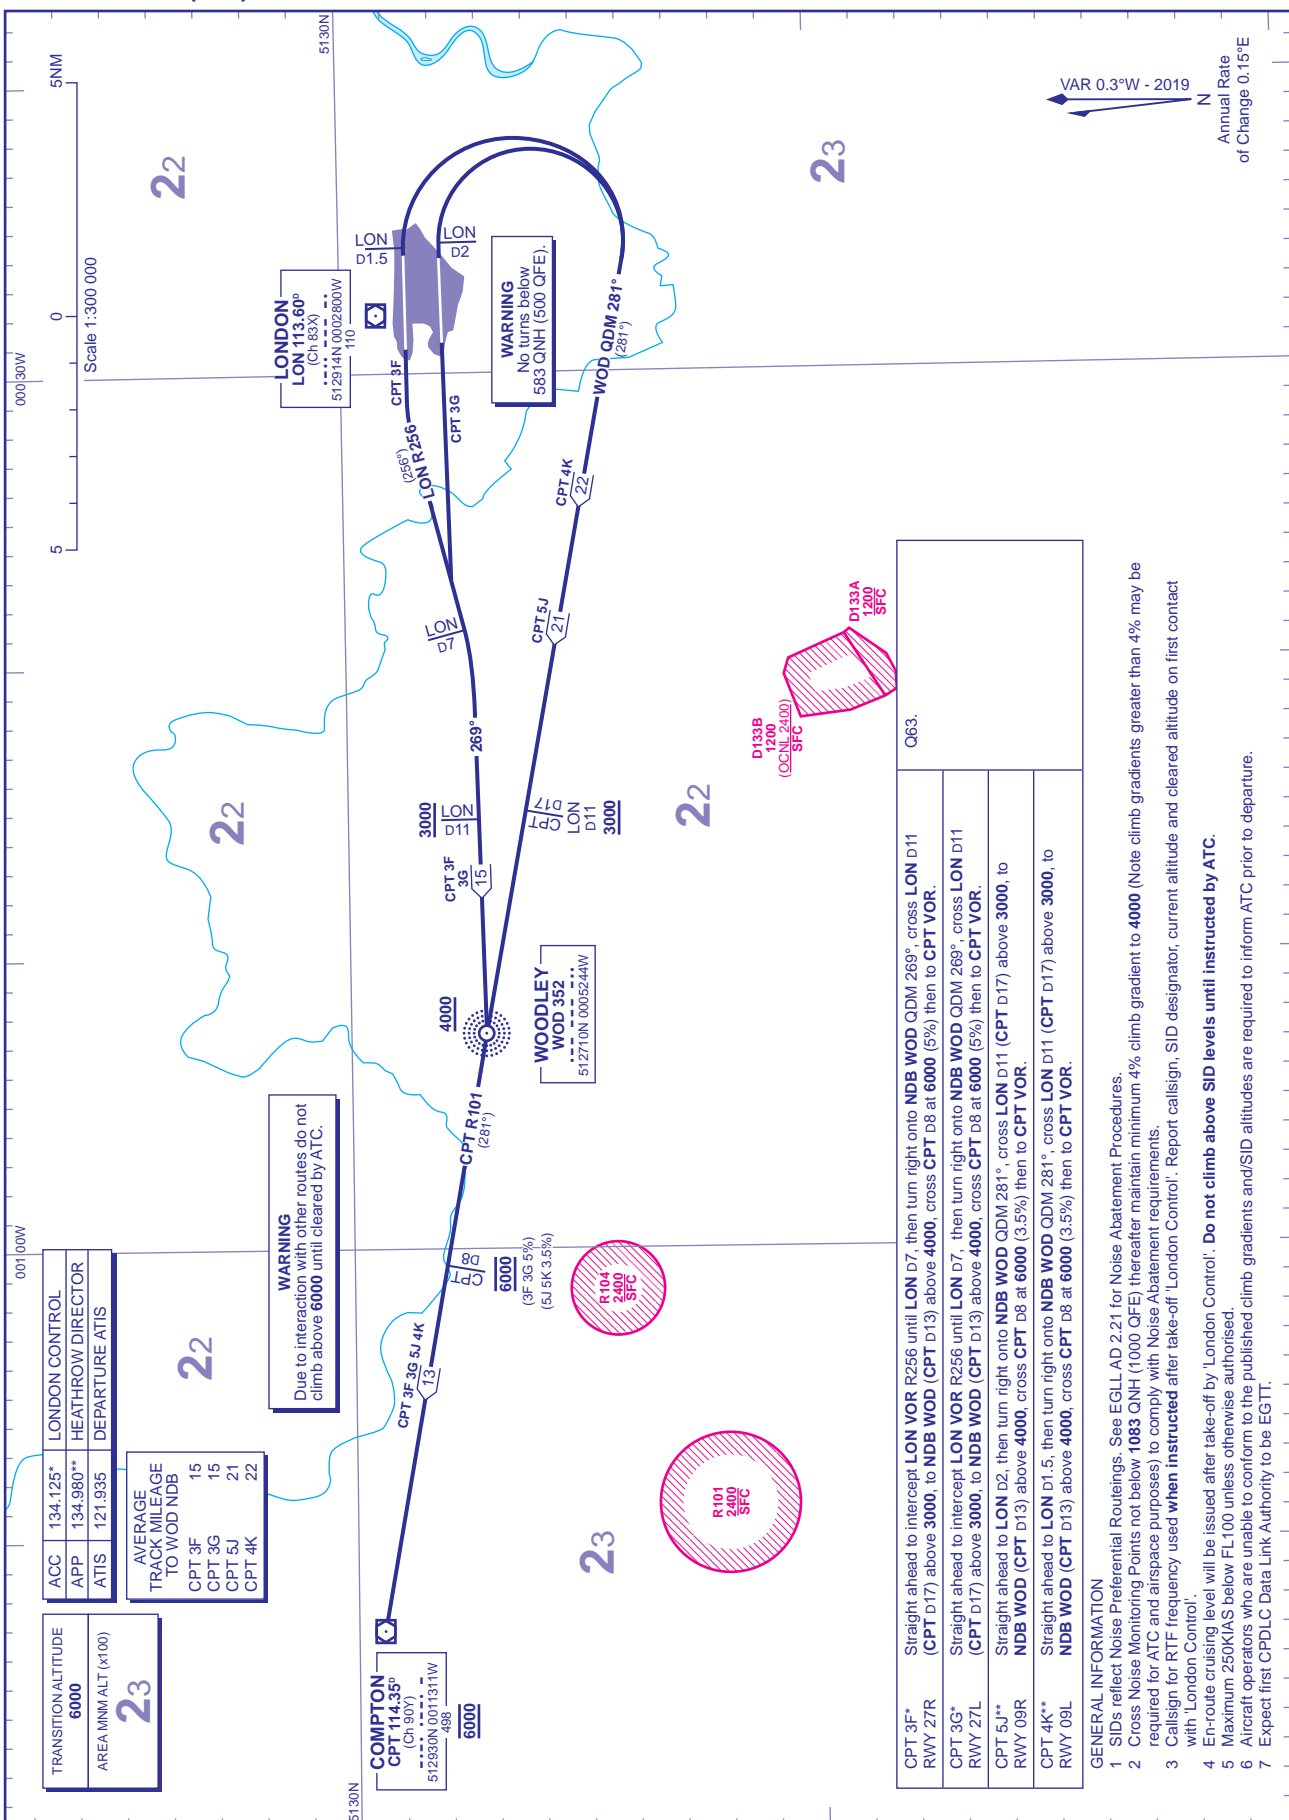 TRANSITION ALTITUDE
6000
AREA MNM ALT (x100)
23
ACC 134.125* LONDON CONTROL
APP 134.980** HEATHROW DIRECTOR
ATIS 121.935 DEPARTURE ATIS
AVERAGE
TRACK MILEAGE
TO WOD NDB
CPT 3F 15
CPT 3G 15
CPT 5J 21
CPT 4K 22
WARNING
Due to interaction with other routes do not
climb above 6000 until cleared by ATC.
5
0
5NM
Scale 1:300 000
001 00W
000 30W
5130N
5130N
22
22
22
22
23
23
COMPTON
CPT 114.35ᴰ
(Ch 90Y)
512930N 0011311W
498
6000
CPT 3F 3G 5J 4K
13
CPT
D8
6000
(3F 3G 5%)
(5J 5K 3.5%)
CPT R101
(281°)
4000
WOODLEY
WOD 352
512710N 0005244W
CPT 3F
3G
15
3000
LON
D11
269°
LON
D7
LON R256
(256°)
CPT 3F
CPT 3G
LONDON
LON 113.60ᴰ
(Ch 83X)
512914N 0002800W
110
LON
D1.5
LON
D2
WARNING
No turns below
583 QNH (500 QFE).
WOD QDM 281°
(281°)
CPT 4K
22
CPT 5J
21
CPT
D17
LON
D11
3000
R104
2400
SFC
R101
2400
SFC
D133B
1200
(OCNL 2400)
SFC
D133A
1200
SFC
VAR 0.3°W - 2019
N
Annual Rate
of Change 0.15°E
CPT 3F* Straight ahead to intercept LON VOR R256 until LON D7, then turn right onto NDB WOD QDM 269°, cross LON D11
RWY 27R (CPT D17) above 3000, to NDB WOD (CPT D13) above 4000, cross CPT D8 at 6000 (5%) then to CPT VOR.
CPT 3G* Straight ahead to intercept LON VOR R256 until LON D7, then turn right onto NDB WOD QDM 269°, cross LON D11
RWY 27L (CPT D17) above 3000, to NDB WOD (CPT D13) above 4000, cross CPT D8 at 6000 (5%) then to CPT VOR.
CPT 5J** Straight ahead to LON D2, then turn right onto NDB WOD QDM 281°, cross LON D11 (CPT D17) above 3000, to
RWY 09R NDB WOD (CPT D13) above 4000, cross CPT D8 at 6000 (3.5%) then to CPT VOR.
CPT 4K** Straight ahead to LON D1.5, then turn right onto NDB WOD QDM 281°, cross LON D11 (CPT D17) above 3000, to
RWY 09L NDB WOD (CPT D13) above 4000, cross CPT D8 at 6000 (3.5%) then to CPT VOR.
Q63.
GENERAL INFORMATION
1 SIDs reflect Noise Preferential Routeings. See EGLL AD 2.21 for Noise Abatement Procedures.
2 Cross Noise Monitoring Points not below 1083 QNH (1000 QFE) thereafter maintain minimum 4% climb gradient to 4000 (Note climb gradients greater than 4% may be
required for ATC and airspace purposes) to comply with Noise Abatement requirements.
3 Callsign for RTF frequency used when instructed after take-off 'London Control'. Report callsign, SID designator, current altitude and cleared altitude on first contact
with 'London Control'.
4 En-route cruising level will be issued after take-off by 'London Control'. Do not climb above SID levels until instructed by ATC.
5 Maximum 250KIAS below FL100 unless otherwise authorised.
6 Aircraft operators who are unable to conform to the published climb gradients and/SID altitudes are required to inform ATC prior to departure.
7 Expect first CPDLC Data Link Authority to be EGTT.